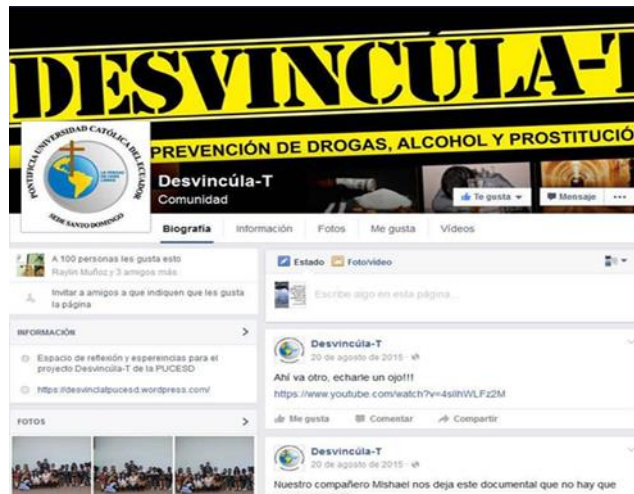 DESVINCÚLA-T
PREVENCIÓN DE DROGAS, ALCOHOL Y PROSTITUCIÓ
PONTIFICIA UNIVERSIDAD CATÓLICA DEL ECUADOR
SEDE SANTO DOMINGO
Desvincúla-T
Comunidad
Te gusta
Mensaje
Biografía Información Fotos Me gusta Vídeos
A 100 personas les gusta esto
Raylin Muñoz y 3 amigos más
Invitar a amigos a que indiquen que les gusta
la página
INFORMACIÓN
Espacio de reflexión y espereincias para el
proyecto Desvincúla-T de la PUCESD
https://desvinclatpucesd.wordpress.com/
FOTOS
Estado Foto/vídeo
Escribe algo en esta página...
Desvincúla-T
20 de agosto de 2015
Ahí va otro, echarle un ojo!!!
https://www.youtube.com/watch?v=4sIlhWLFz2M
Me gusta Comentar Compartir
Desvincúla-T
20 de agosto de 2015
Nuestro compañero Mishael nos deja este documental que no hay que